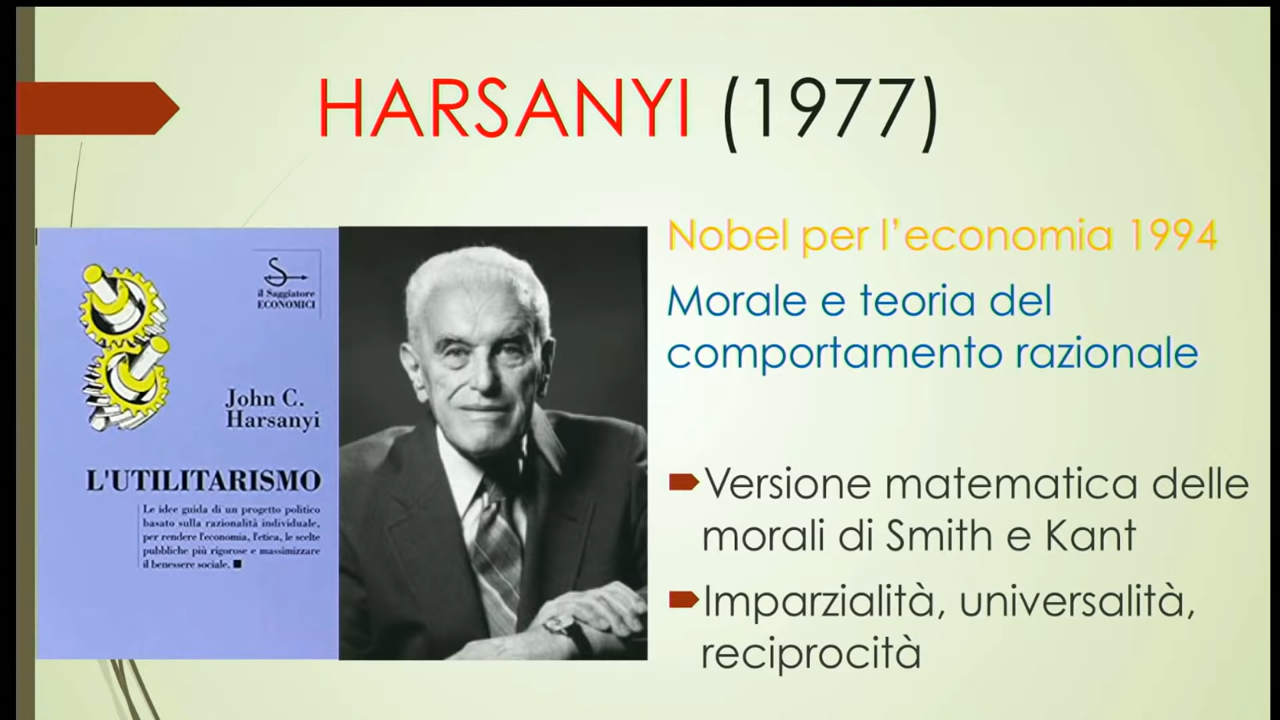 HARSANYI (1977)
il Saggiatore
ECONOMICI
John C.
Harsanyi
L'UTILITARISMO
Le idee guida di un progetto politico
basato sulla razionalità individuale,
per rendere l'economia, l'etica, le scelte
pubbliche più rigorose e massimizzare
il benessere sociale.
Nobel per l'economia 1994
Morale e teoria del
comportamento razionale
Versione matematica delle
morali di Smith e Kant
Imparzialità, universalità,
reciprocità